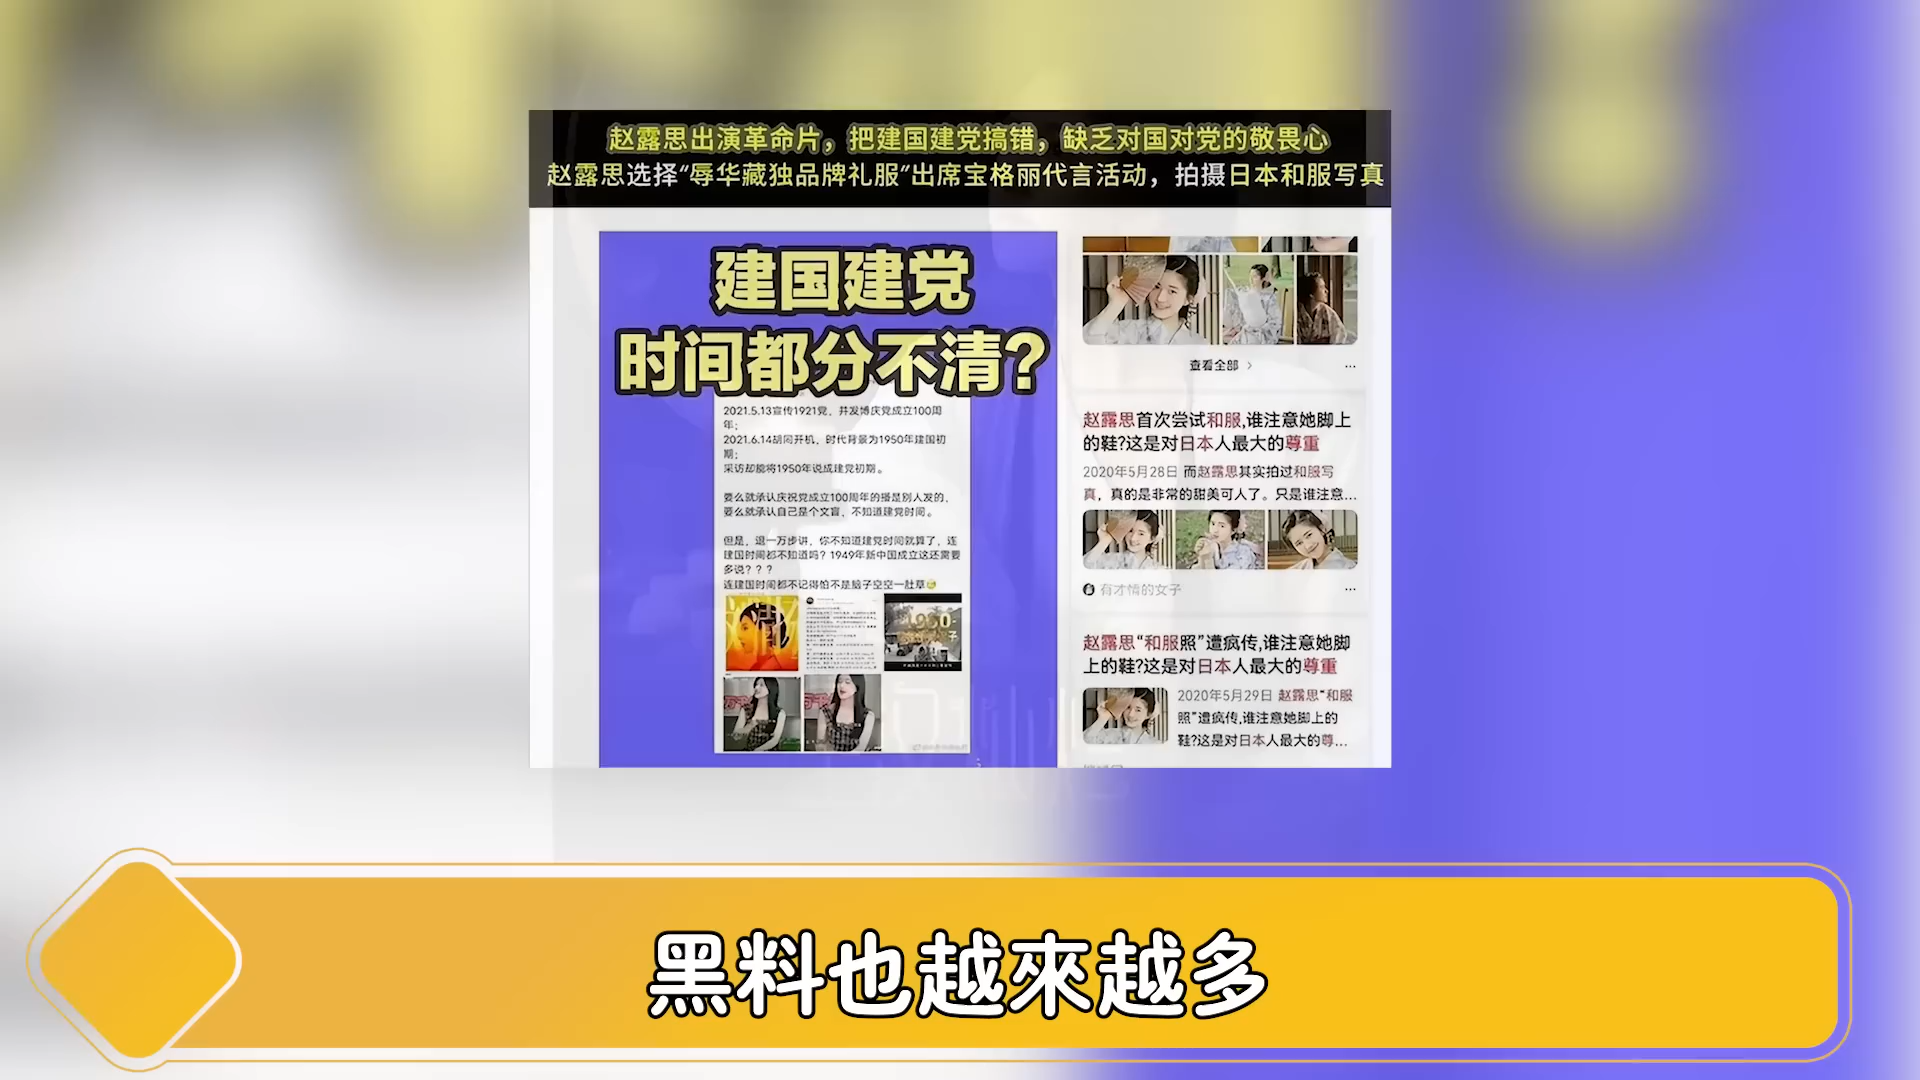 赵露思出演革命片，把建国建党搞错，缺乏对国对党的敬畏心
赵露思选择“辱华藏独品牌礼服”出席宝格丽代言活动，拍摄日本和服写真
建国建党
时间都分不清？
2021.5.13宣传1921党，并发博庆党成立100周
年；
2021.6.14胡同开机，时代背景为1950年建国初
期；
采访却能将1950年说成建党初期。
要么就承认庆祝党成立100周年的播是别人发的，
要么就承认自己是个文盲，不知道建党时间。
但是，退一万步讲，你不知道建党时间就算了，连
建国时间都不知道吗？1949年新中国成立这还需要
多说？？？
连建国时间都不记得怕不是脑子空空一肚草
1950-
查看全部 >
赵露思首次尝试和服,谁注意她脚上
的鞋?这是对日本人最大的尊重
2020年5月28日 而赵露思其实拍过和服写
真，真的是非常的甜美可人了。只是谁注意...
有才情的女子
赵露思“和服照”遭疯传,谁注意她脚
上的鞋?这是对日本人最大的尊重
2020年5月29日 赵露思“和服
照”遭疯传,谁注意她脚上的
鞋?这是对日本人最大的尊...
黑料也越來越多